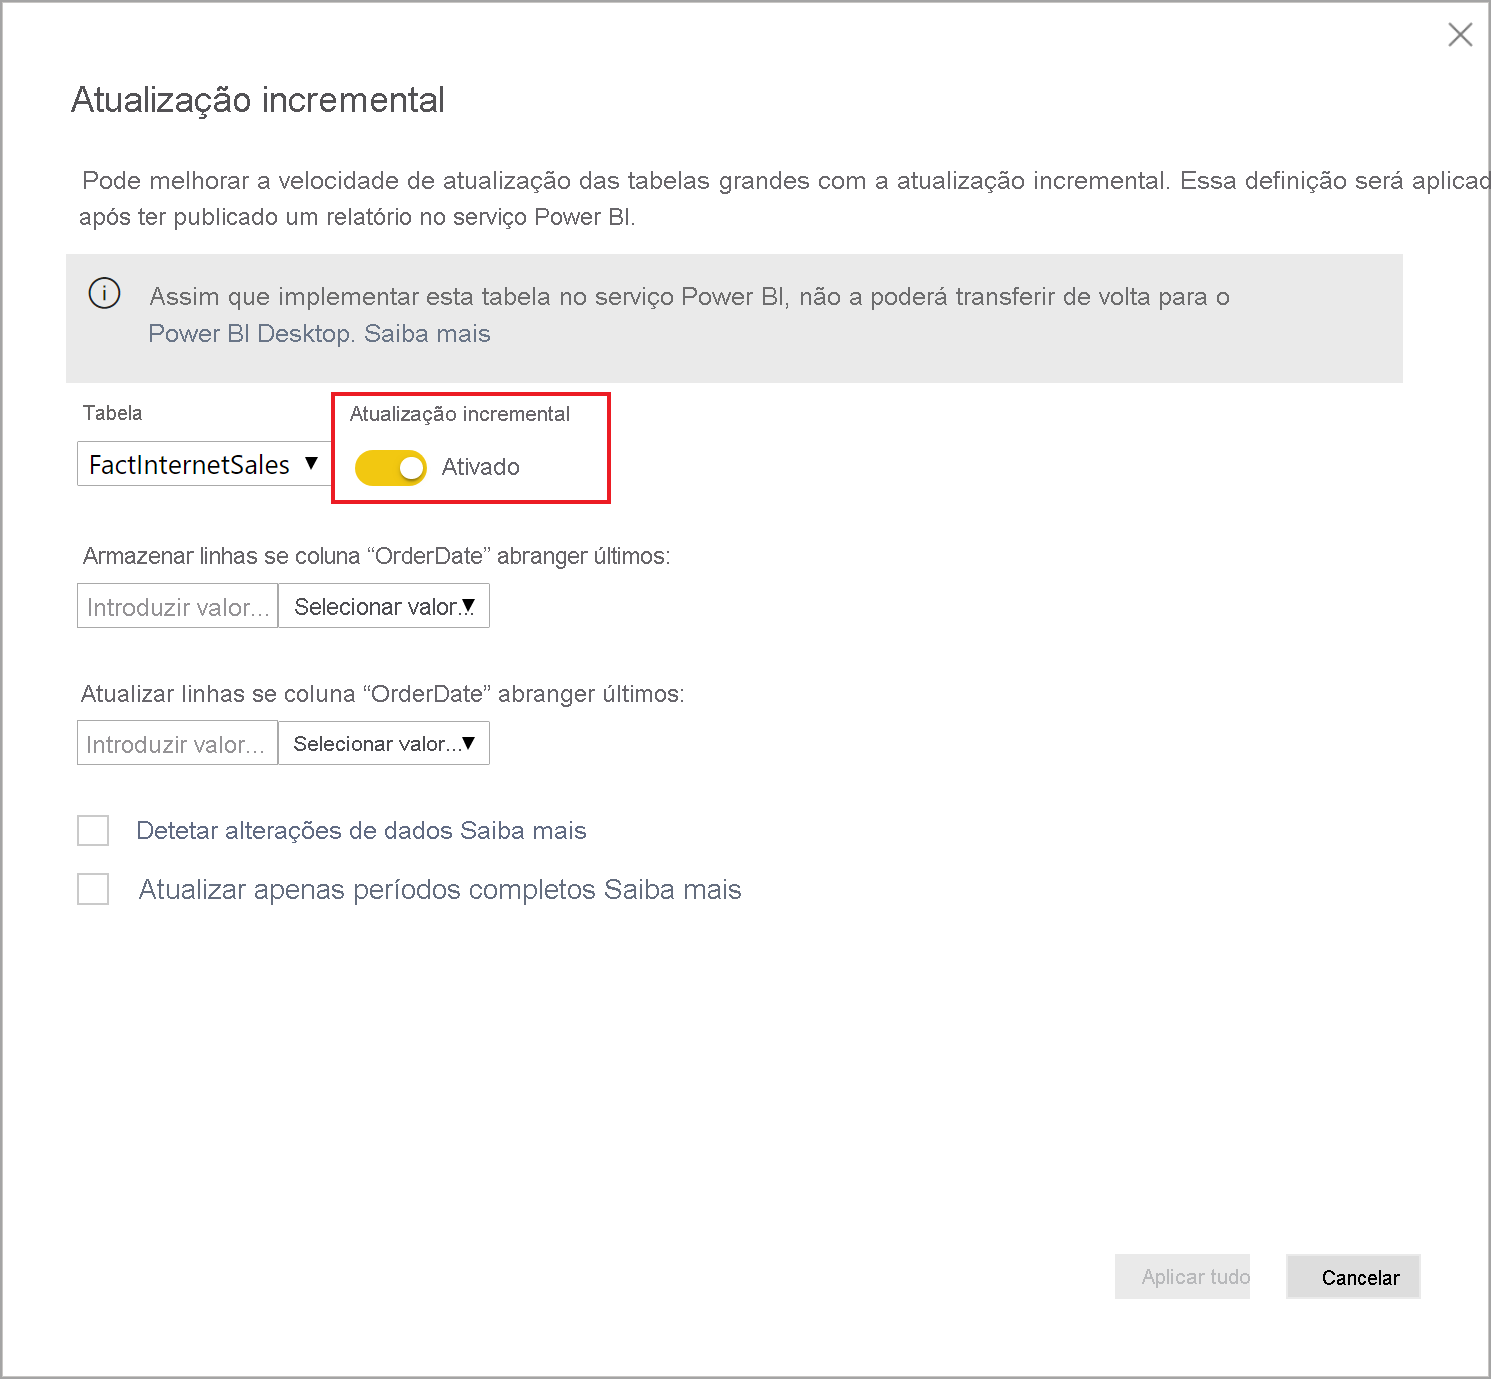 Atualização incremental
Pode melhorar a velocidade de atualização das tabelas grandes com a atualização incremental. Essa definição será aplicad
após ter publicado um relatório no serviço Power BI.
Assim que implementar esta tabela no serviço Power BI, não a poderá transferir de volta para o
Power BI Desktop. Saiba mais
Tabela
Atualização incremental
FactInternetSales
Ativado
Armazenar linhas se coluna “OrderDate” abranger últimos:
Introduzir valor...
Selecionar valor...
Atualizar linhas se coluna “OrderDate” abranger últimos:
Introduzir valor...
Selecionar valor...
Detetar alterações de dados Saiba mais
Atualizar apenas períodos completos Saiba mais
Aplicar tudo
Cancelar